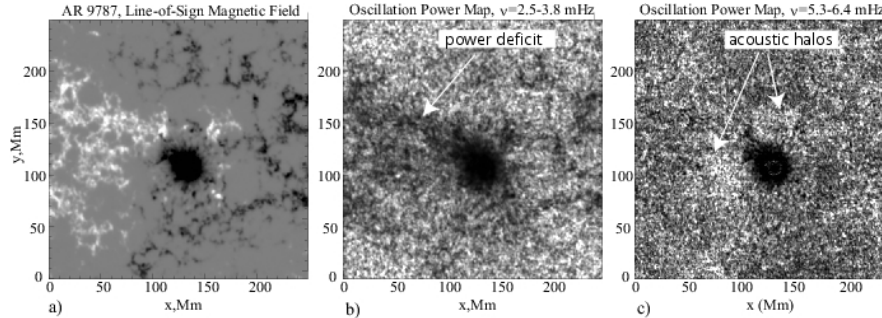 AR 9787, Line-of-Sign Magnetic Field
200
150
100
50
0
y,Mm
0 50 100 150 200
x,Mm
a)
Oscillation Power Map, ν=2.5-3.8 mHz
power deficit
200
150
100
50
0
0 50 100 150 200
x,Mm
b)
Oscillation Power Map, ν=5.3-6.4 mHz
acoustic halos
200
150
100
50
0
0 50 100 150 200
x (Mm)
c)